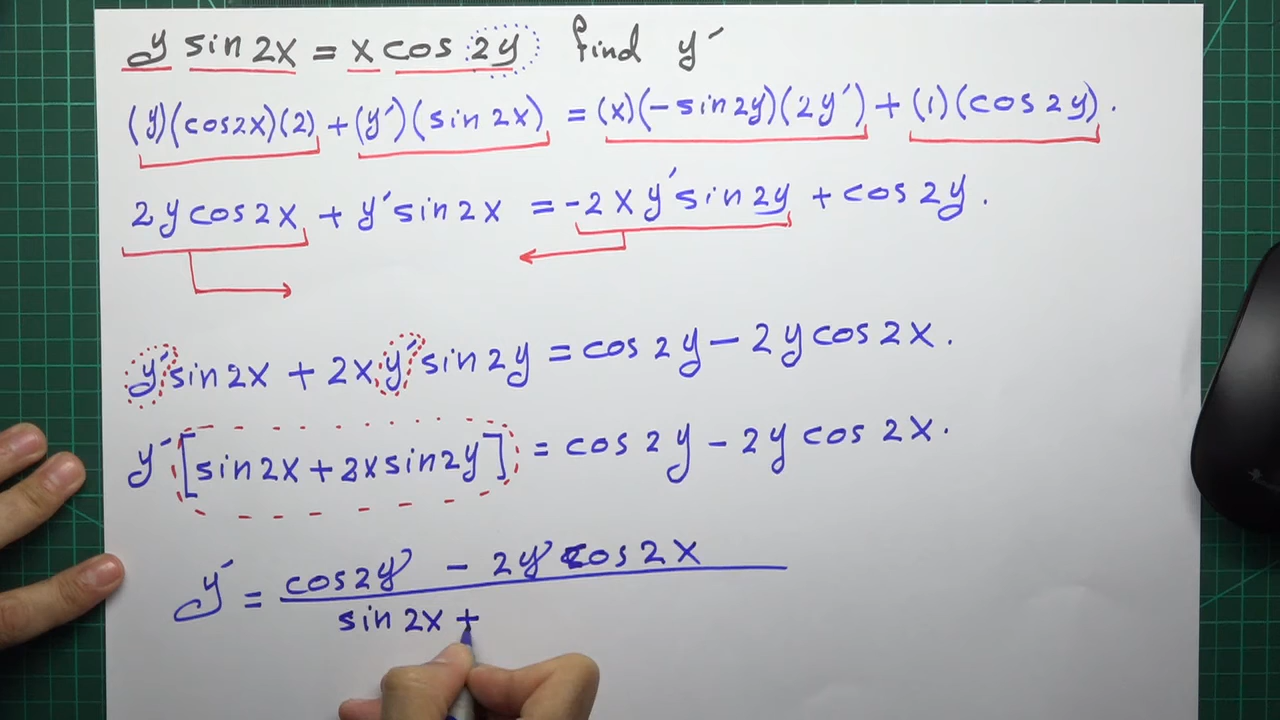 y sin 2x = x cos 2y find y′
(y)(cos2x)(2) + (y′)(sin 2x) = (x)(-sin2y)(2y′) + (1)(cos 2y).
2y cos 2x + y′ sin 2x = -2xy′ sin 2y + cos 2y.
y′ sin 2x + 2x y′ sin 2y = cos 2y - 2y cos 2x.
y′ [sin2x + 2x sin2y] = cos 2y - 2y cos 2x.
y′ = cos2y - 2y cos 2x
sin 2x +